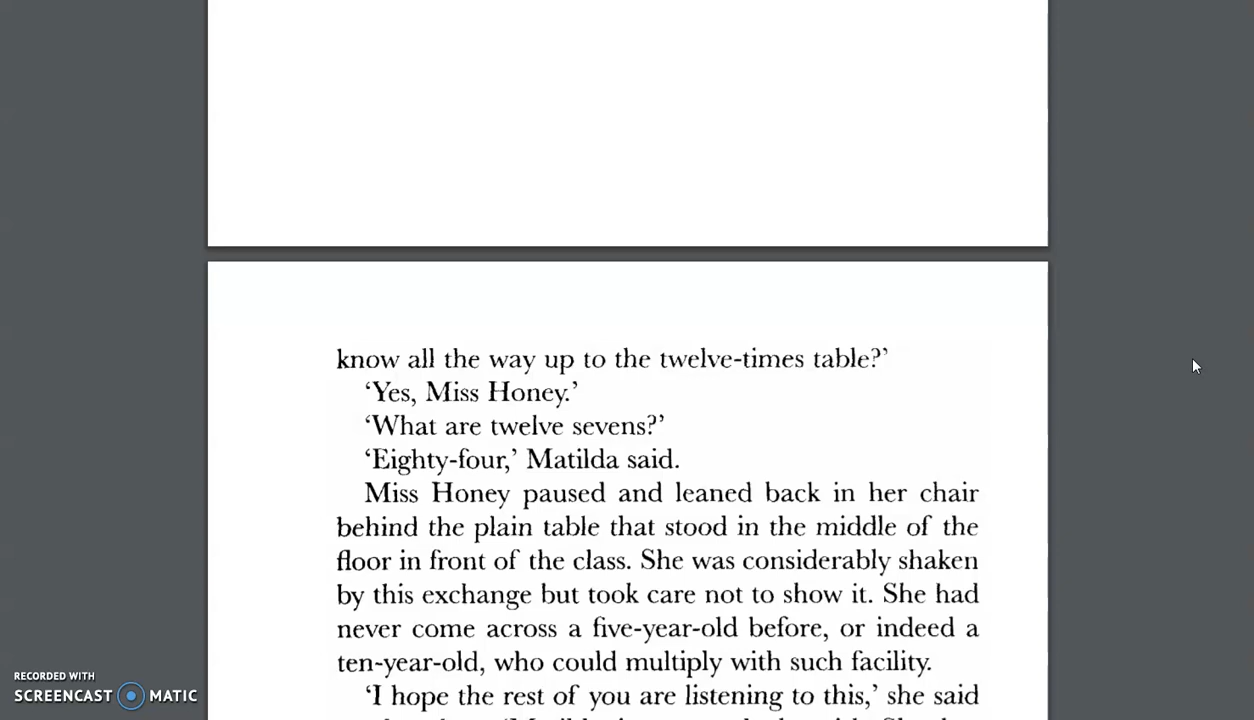 know all the way up to the twelve-times table?’
‘Yes, Miss Honey.’
‘What are twelve sevens?’
‘Eighty-four,’ Matilda said.
Miss Honey paused and leaned back in her chair
behind the plain table that stood in the middle of the
floor in front of the class. She was considerably shaken
by this exchange but took care not to show it. She had
never come across a five-year-old before, or indeed a
ten-year-old, who could multiply with such facility.
‘I hope the rest of you are listening to this,’ she said
RECORDED WITH
SCREENCAST MATIC